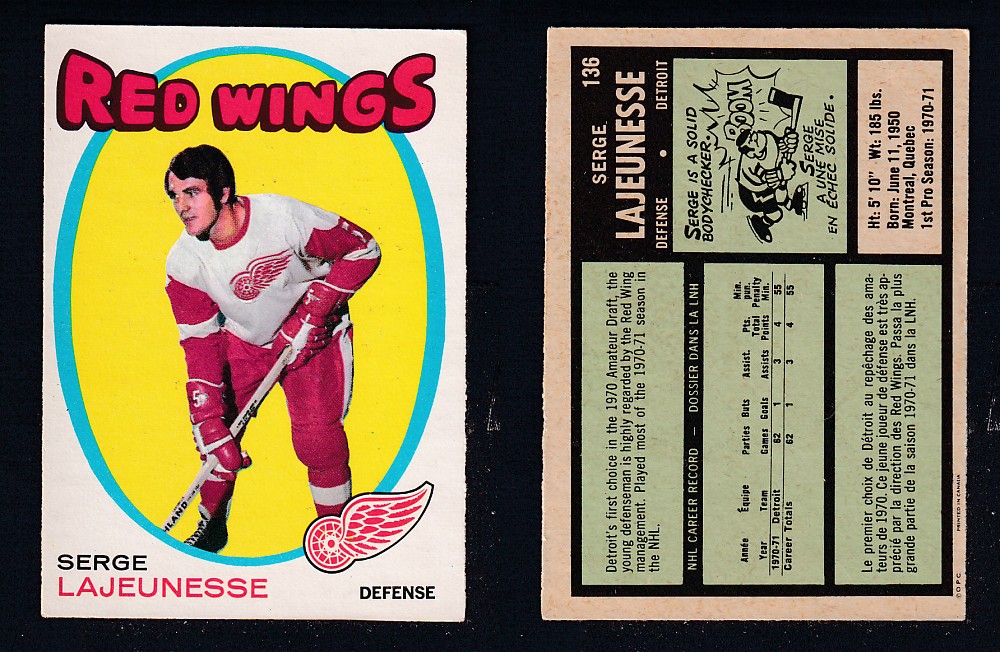 RED WINGS
5
HLAND
SERGE
LAJEUNESSE
DEFENSE
136
SERGE
LAJEUNESSE
DEFENSE • DETROIT
SERGE IS A SOLID
BODYCHECKER.
BOOM!
SERGE
A UNE MISE
EN ÉCHEC SOLIDE.
Ht: 5' 10" Wt: 185 lbs.
Born: June 11, 1950
Montreal, Quebec
1st Pro Season: 1970-71
Detroit's first choice in the 1970 Amateur Draft, the
young defenseman is highly regarded by the Red Wing
management. Played most of the 1970-71 season in
the NHL.
NHL CAREER RECORD — DOSSIER DANS LA LNH
Min.
Pts. pun.
Année Équipe Parties Buts Assist. Total Penalty
Year Team Games Goals Assists Points Min.
1970-71 Detroit 62 1 3 4 55
Career Totals 62 1 3 4 55
Le premier choix de Détroit au repêchage des ama-
teurs de 1970. Ce jeune joueur de défense est très ap-
précié par la direction des Red Wings. Passa la plus
grande partie de la saison 1970-71 dans la LNH.
©O P C PRINTED IN CANADA